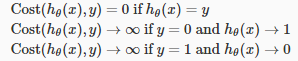 Cost(hθ(x), y) = 0 if hθ(x) = y
Cost(hθ(x), y) → ∞ if y = 0 and hθ(x) → 1
Cost(hθ(x), y) → ∞ if y = 1 and hθ(x) → 0